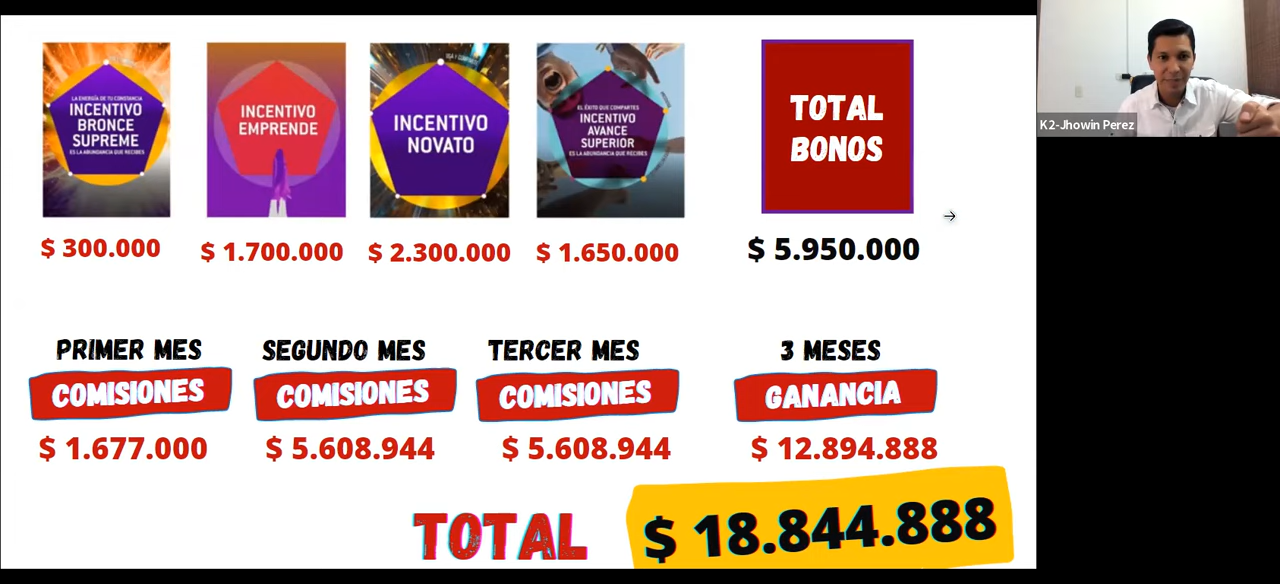 LA ENERGÍA DE TU CONSTANCIA
INCENTIVO
BRONCE
SUPREME
ES LA ABUNDANCIA QUE RECIBES
INCENTIVO
EMPRENDE
INCENTIVO
NOVATO
EL ÉXITO QUE COMPARTES
INCENTIVO
AVANCE
SUPERIOR
ES LA ABUNDANCIA QUE RECIBES
TOTAL
BONOS
K2-Jhowin Perez
$ 300.000
$ 1.700.000
$ 2.300.000
$ 1.650.000
$ 5.950.000
PRIMER MES
COMISIONES
$ 1.677.000
SEGUNDO MES
COMISIONES
$ 5.608.944
TERCER MES
COMISIONES
$ 5.608.944
3 MESES
GANANCIA
$ 12.894.888
TOTAL
$ 18.844.888